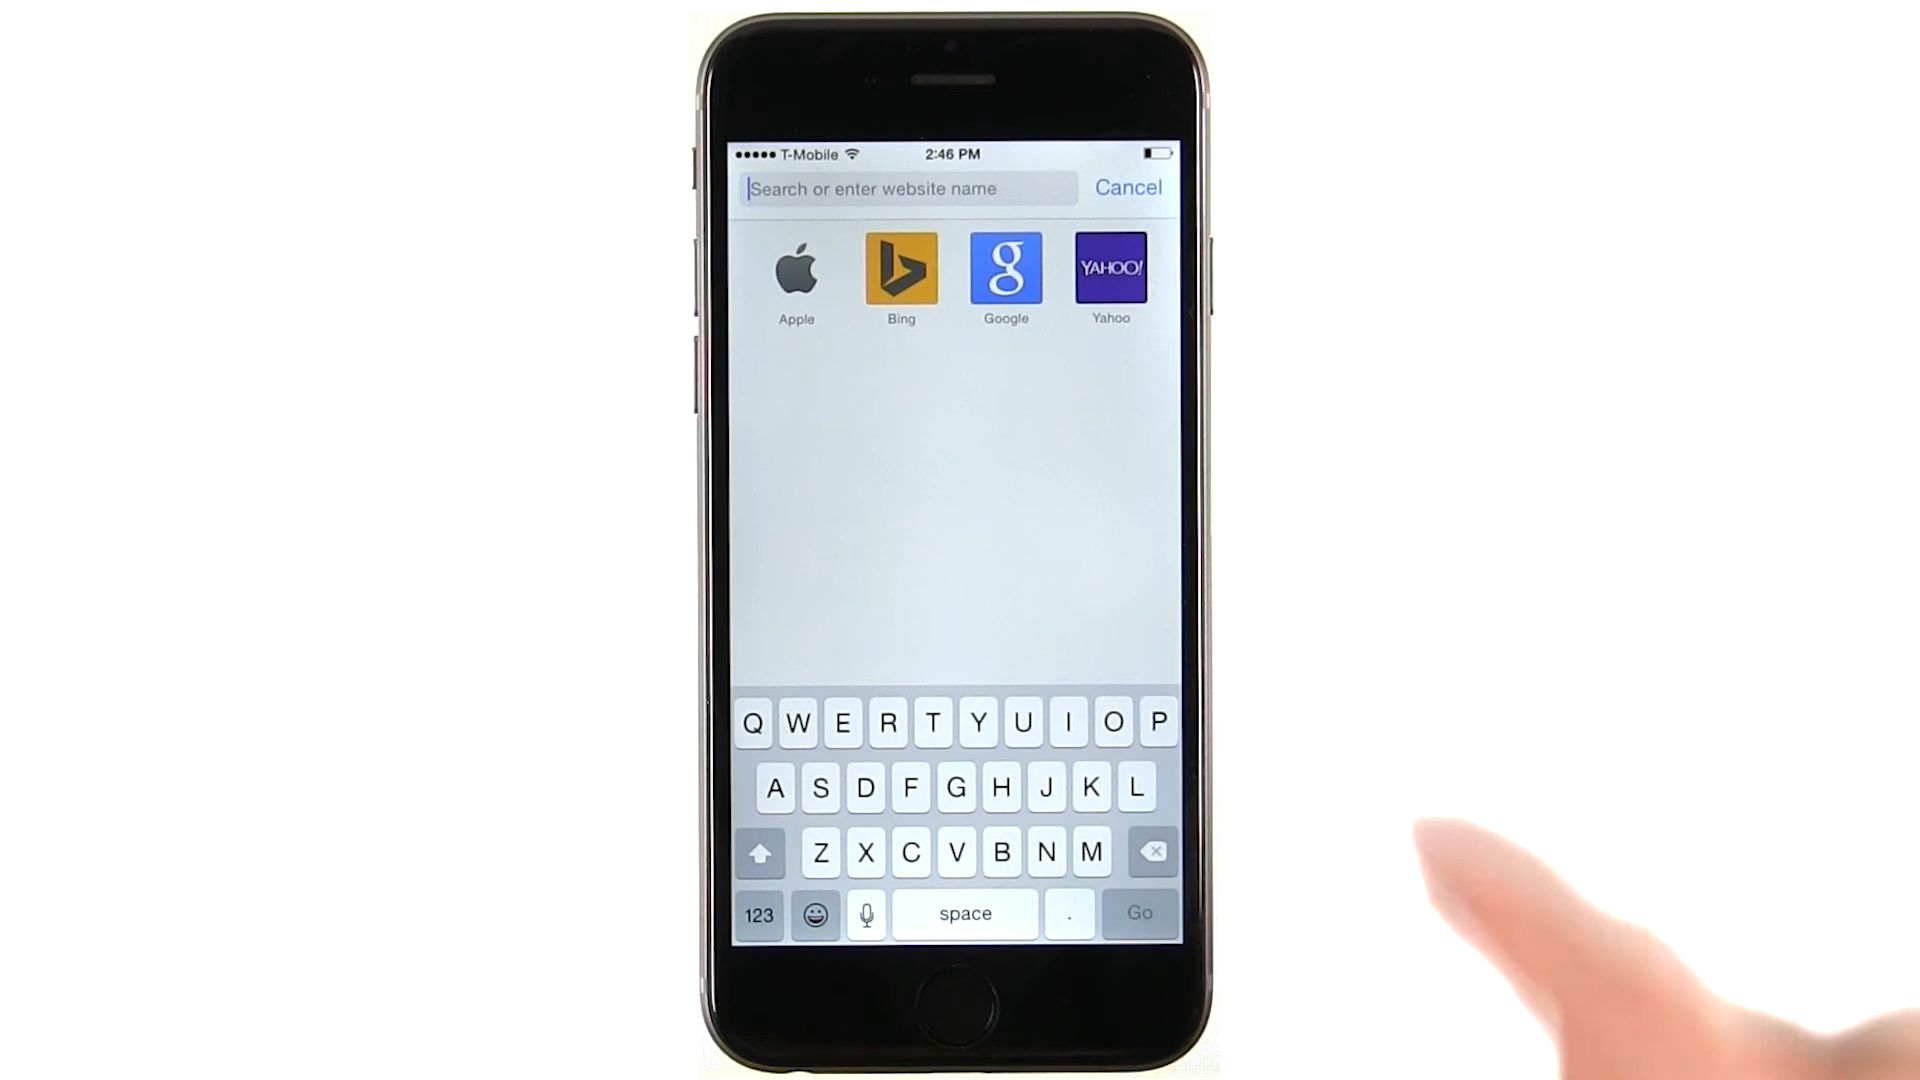 T-Mobile 2:46 PM
Search or enter website name Cancel
YAHOO!
Apple Bing Google Yahoo
Q W E R T Y U I O P
A S D F G H J K L
Z X C V B N M
123 space . Go